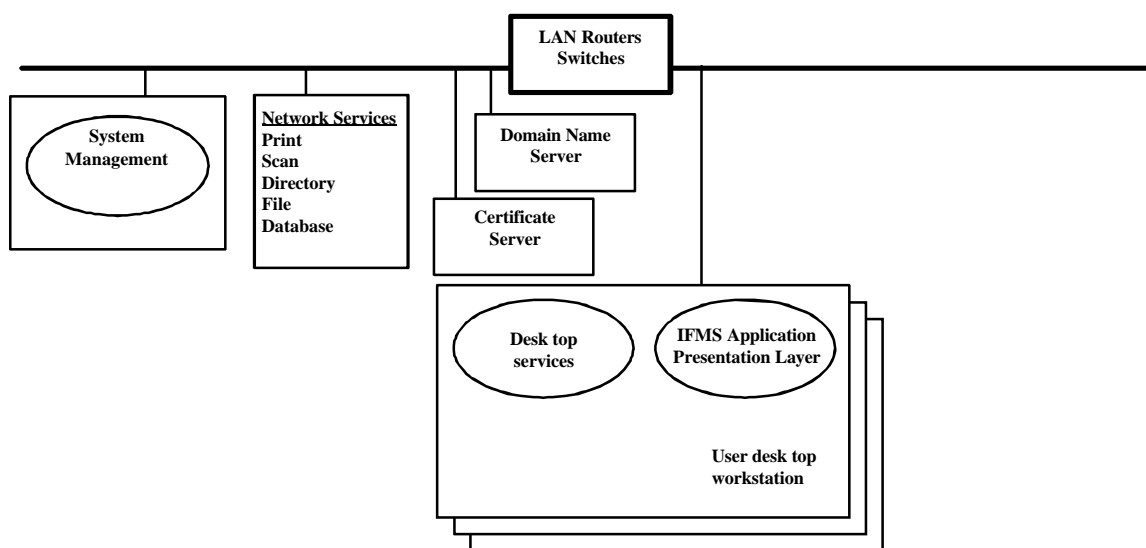 LAN Routers
Switches
System
Management
Network Services
Print
Scan
Directory
File
Database
Domain Name
Server
Certificate
Server
Desk top
services
IFMS Application
Presentation Layer
User desk top
workstation